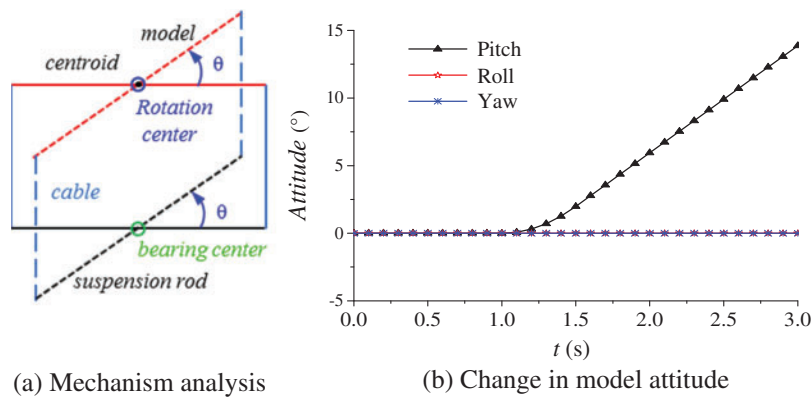 model
centroid
θ
Rotation
center
cable
θ
bearing center
suspension rod
(a) Mechanism analysis
15
10
5
0
-5
Attitude (°)
Pitch
Roll
Yaw
0.0 0.5 1.0 1.5 2.0 2.5 3.0
t (s)
(b) Change in model attitude